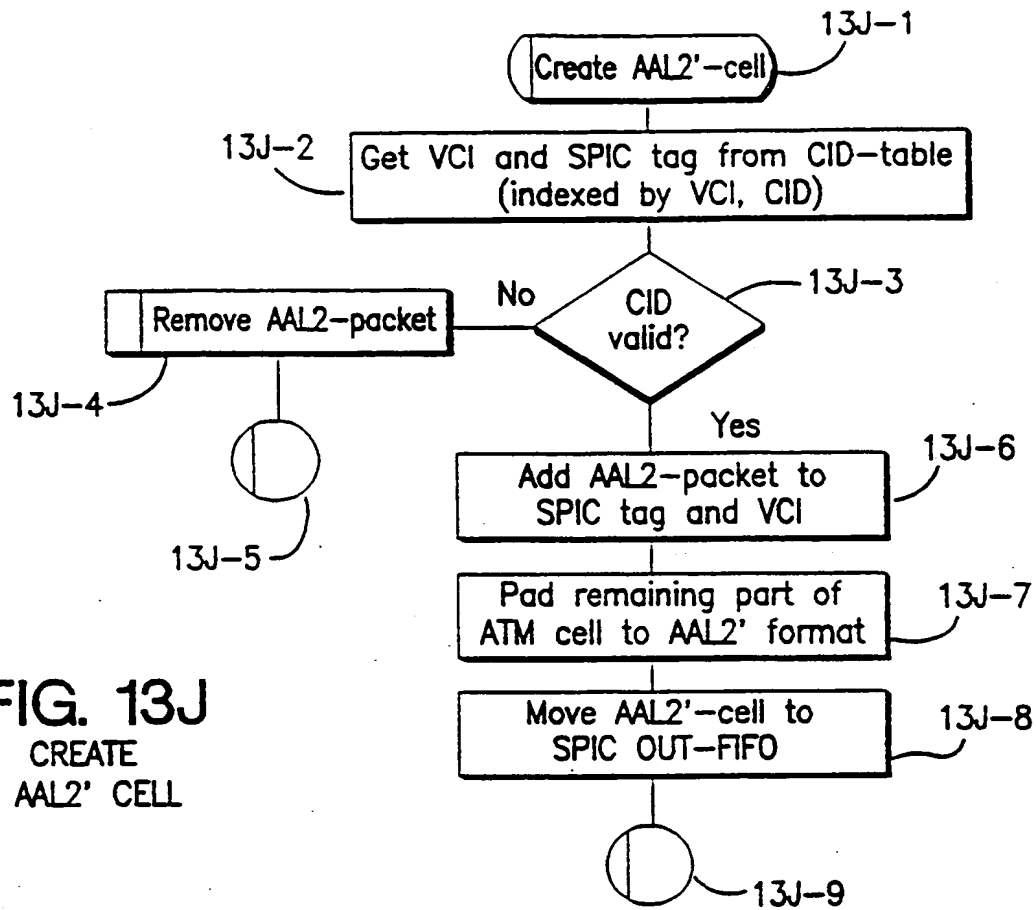 13J-1
Create AAL2'-cell
13J-2
Get VCI and SPIC tag from CID-table
(indexed by VCI, CID)
13J-3
CID
valid?
No
Remove AAL2-packet
13J-4
13J-5
Yes
13J-6
Add AAL2-packet to
SPIC tag and VCI
13J-7
Pad remaining part of
ATM cell to AAL2' format
13J-8
Move AAL2'-cell to
SPIC OUT-FIFO
13J-9
FIG. 13J
CREATE
AAL2' CELL